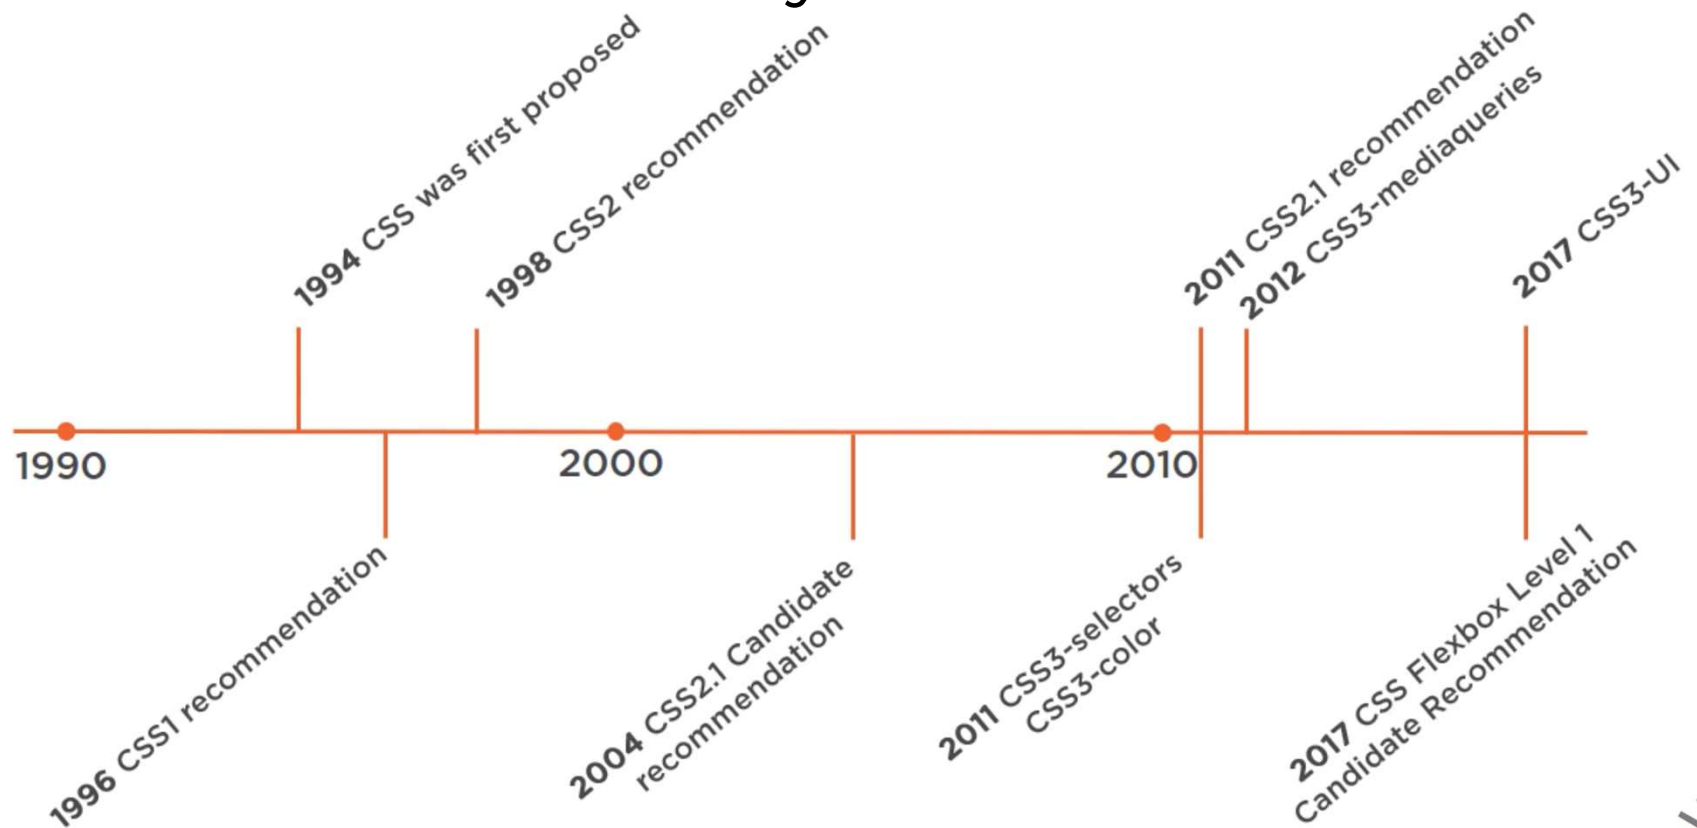 1994 CSS was first proposed
1998 CSS2 recommendation
2011 CSS2.1 recommendation
2012 CSS3-mediaqueries
2017 CSS3-UI
1990
2000
2010
1996 CSS1 recommendation
2004 CSS2.1 Candidate
recommendation
2011 CSS3-selectors
CSS3-color
2017 CSS Flexbox Level 1
Candidate Recommendation